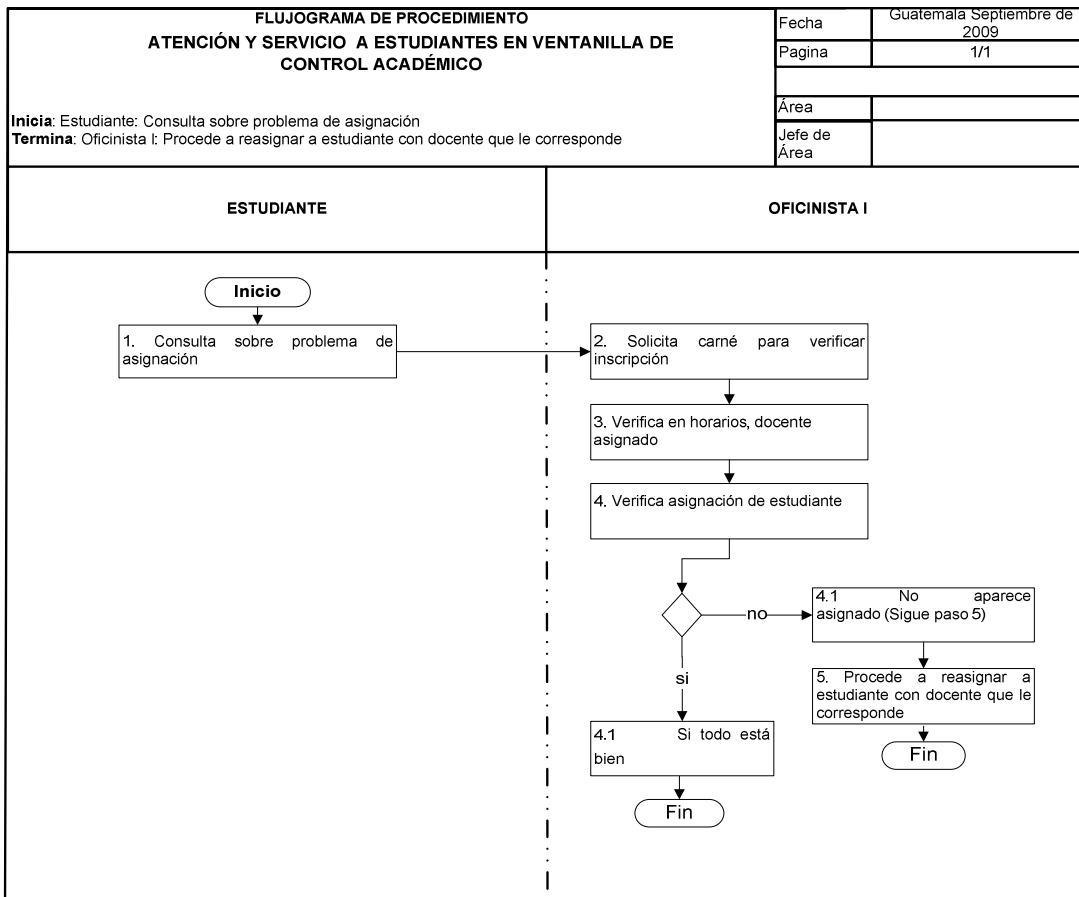 FLUJOGRAMA DE PROCEDIMIENTO
ATENCIÓN Y SERVICIO A ESTUDIANTES EN VENTANILLA DE
CONTROL ACADÉMICO
Inicia: Estudiante: Consulta sobre problema de asignación
Termina: Oficinista I: Procede a reasignar a estudiante con docente que le corresponde
Fecha
Guatemala Septiembre de
2009
Pagina
1/1
Área
Jefe de
Área
ESTUDIANTE
OFICINISTA I
Inicio
1. Consulta sobre problema de
asignación
2. Solicita carné para verificar
inscripción
3. Verifica en horarios, docente
asignado
4. Verifica asignación de estudiante
no
4.1 No aparece
asignado (Sigue paso 5)
5. Procede a reasignar a
estudiante con docente que le
corresponde
Fin
si
4.1 Si todo está
bien
Fin